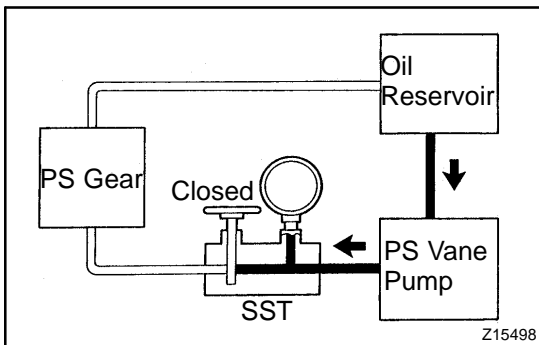 Oil
Reservoir
PS Gear
Closed
PS Vane
Pump
SST
Z15498